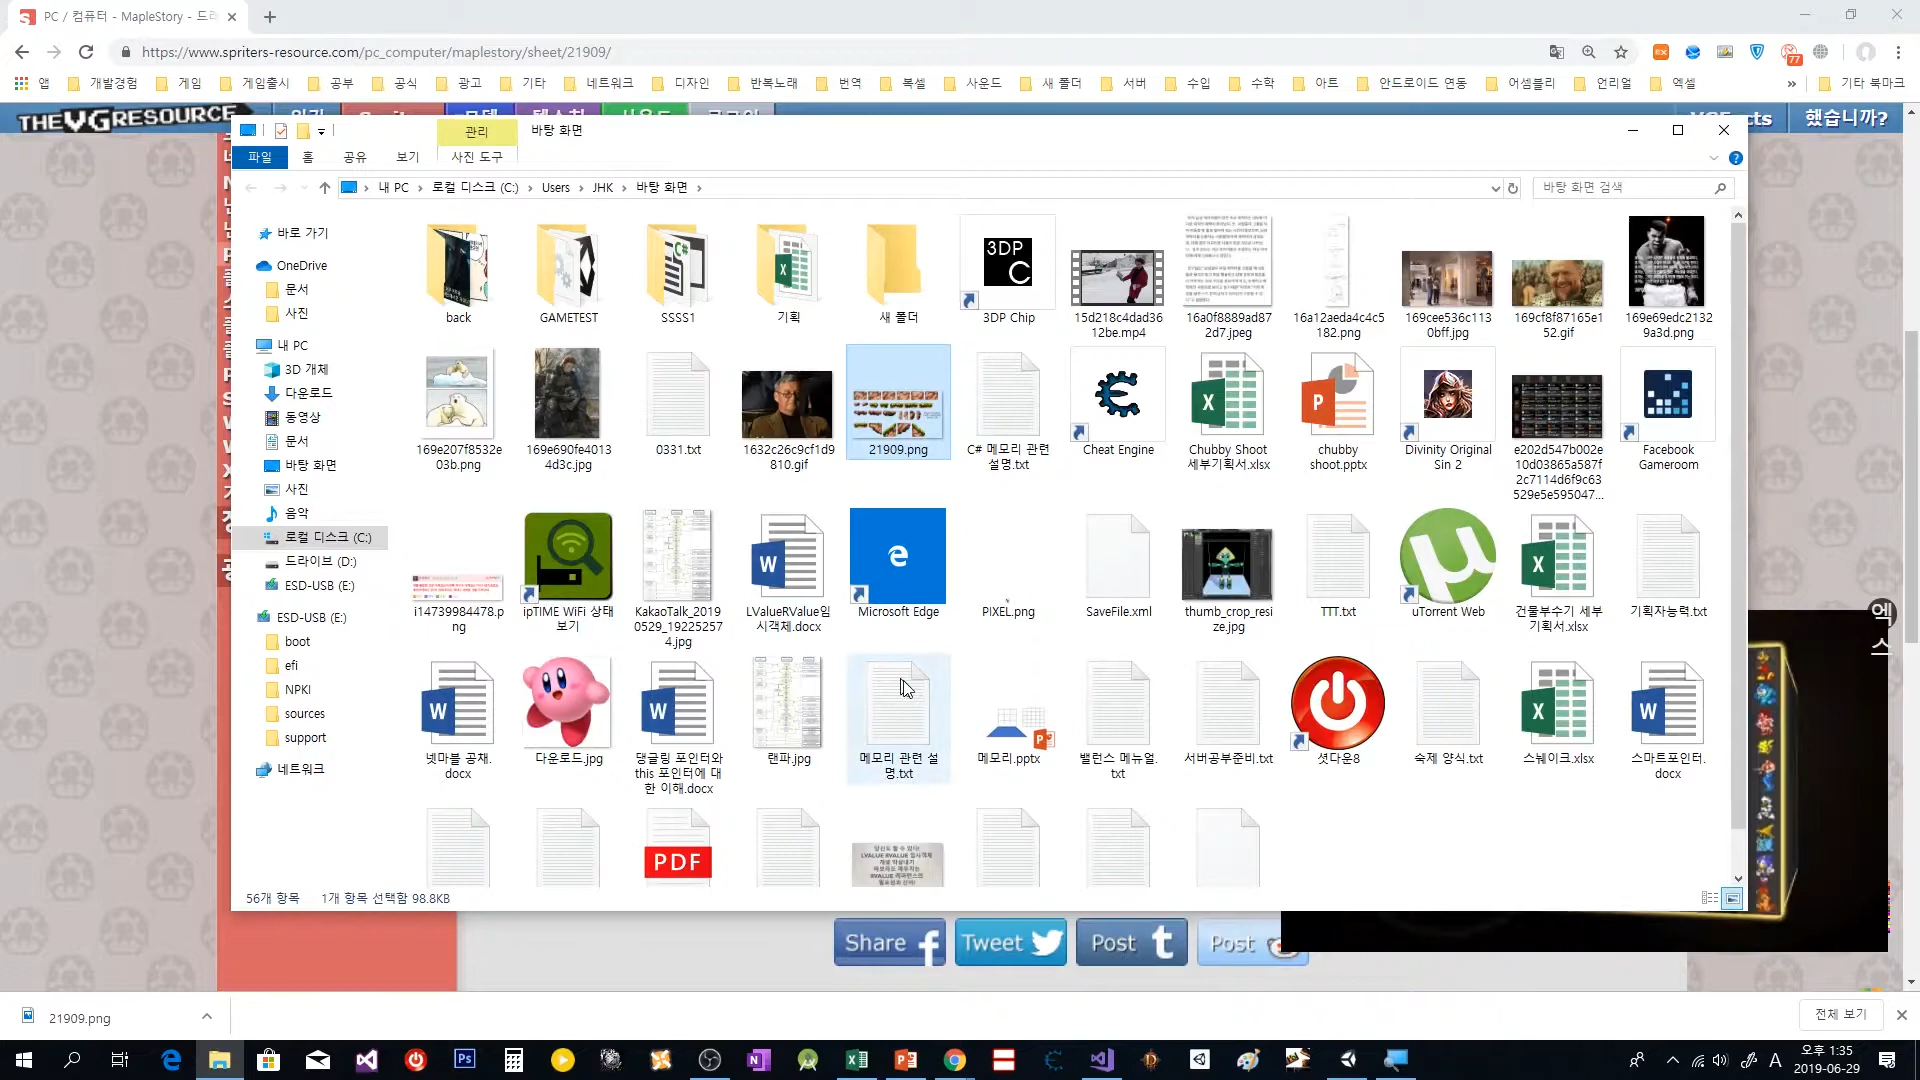 PC / 컴퓨터 - MapleStory - 드래
https://www.spriters-resource.com/pc_computer/maplestory/sheet/21909/
77
앱 개발경험 게임 게임출시 공부 공식 광고 기타 네트워크 디자인 반복노래 번역 복셀 사운드 새 폴더 서버 수입 수학 아트 안드로이드 연동 어셈블리 언리얼 엑셀 » 기타 북마크
THE VG RESOURCE
했습니까?
관리 바탕 화면
파일 홈 공유 보기 사진 도구
내 PC › 로컬 디스크 (C:) › Users › JHK › 바탕 화면 ›
바탕 화면 검색
바로 가기
OneDrive
문서
사진
내 PC
3D 개체
다운로드
동영상
문서
바탕 화면
사진
음악
로컬 디스크 (C:)
드라이브 (D:)
ESD-USB (E:)
ESD-USB (E:)
boot
efi
NPKI
sources
support
네트워크
3DP
C
back GAMETEST SSSS1 기획 새 폴더 3DP Chip 15d218c4dad36 16a0f8889ad87 16a12aeda4c4c5 169cee536c113 169cf8f87165e1 169e69edc2132
12be.mp4 2d7.jpeg 182.png 0bff.jpg 52.gif 9a3d.png
169e207f8532e 169e690fe4013 0331.txt 1632c26c9cf1d9 21909.png C# 메모리 관련 Cheat Engine Chubby Shoot chubby Divinity Original e202d547b002e Facebook
03b.png 4d3c.jpg 810.gif 설명.txt 세부기획서.xlsx shoot.pptx Sin 2 10d03865a587f Gameroom
2c7114d6f9c63
529e5e595047...
i14739984478.p ipTIME WiFi 상태 KakaoTalk_2019 LValueRValue임 Microsoft Edge PIXEL.png SaveFile.xml thumb_crop_resi TTT.txt uTorrent Web 건물부수기 세부 기획자능력.txt
ng 보기 0529_19225257 시객체.docx ze.jpg 기획서.xlsx
4.jpg
넷마블 공채. 다운로드.jpg 댕글링 포인터와 랜파.jpg 메모리 관련 설 메모리.pptx 밸런스 메뉴얼. 서버공부준비.txt 셧다운8 숙제 양식.txt 스웨이크.xlsx 스마트포인터.
docx this 포인터에 대 명.txt txt docx
한 이해.docx
PDF
56개 항목 1개 항목 선택함 98.8KB
엑
스
Share f Tweet Post t Post
21909.png
전체 보기
Ps
A
오후 1:35
2019-06-29